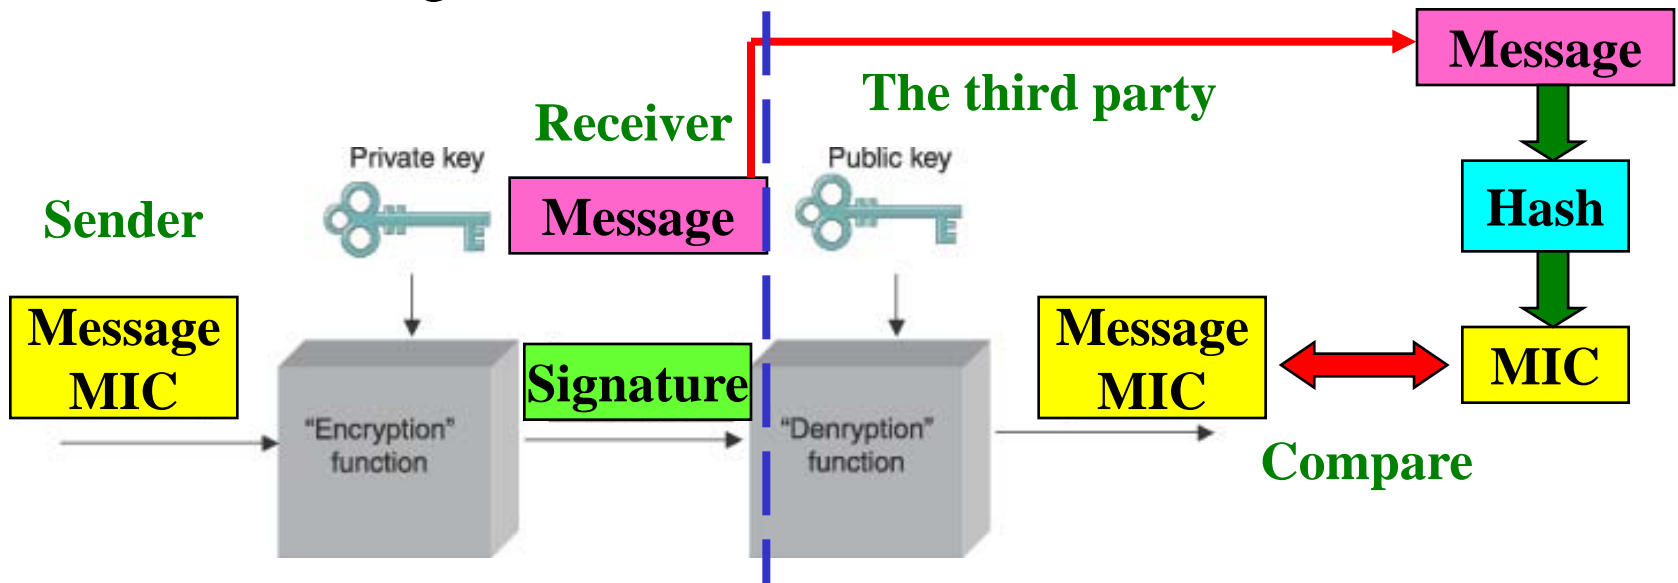 Message
The third party
Receiver
Private key
Public key
Sender
Message
Hash
Message
MIC
Signature
Message
MIC
MIC
"Encryption"
function
"Denryption"
function
Compare